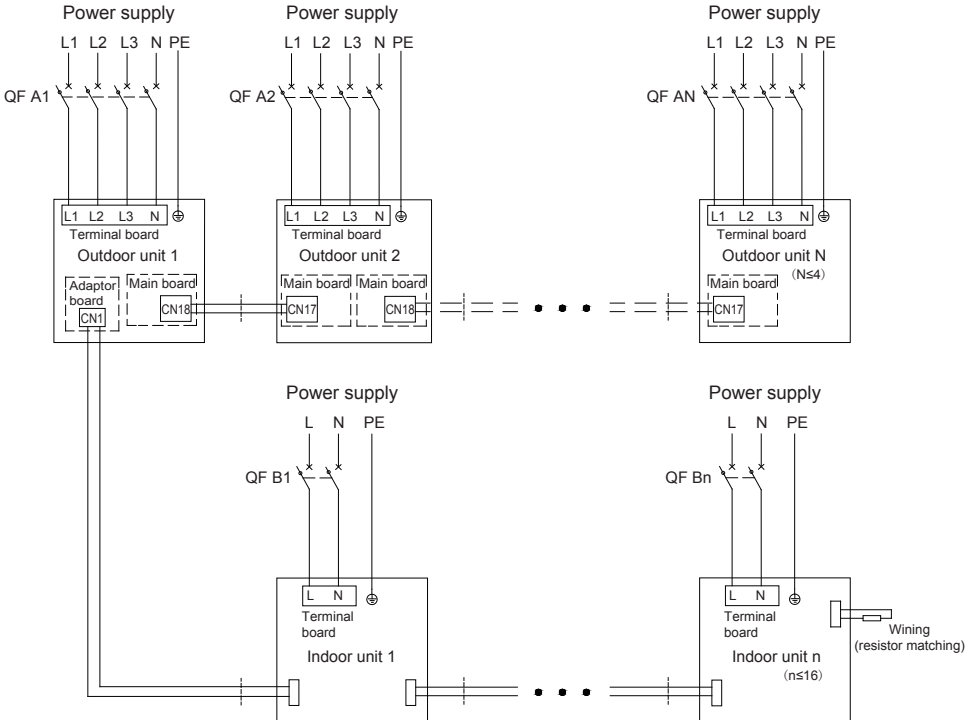 Power supply Power supply Power supply
L1 L2 L3 N PE L1 L2 L3 N PE L1 L2 L3 N PE
QF A1 QF A2 QF AN
L1 L2 L3 N L1 L2 L3 N L1 L2 L3 N
Terminal board Terminal board Terminal board
Outdoor unit 1 Outdoor unit 2 Outdoor unit N
(N≤4)
Adaptor board Main board Main board Main board Main board
CN1 CN18 CN17 CN18 CN17
Power supply Power supply
L N PE L N PE
QF B1 QF Bn
L N L N
Terminal board Terminal board
Wining
(resistor matching)
Indoor unit 1 Indoor unit n
(n≤16)